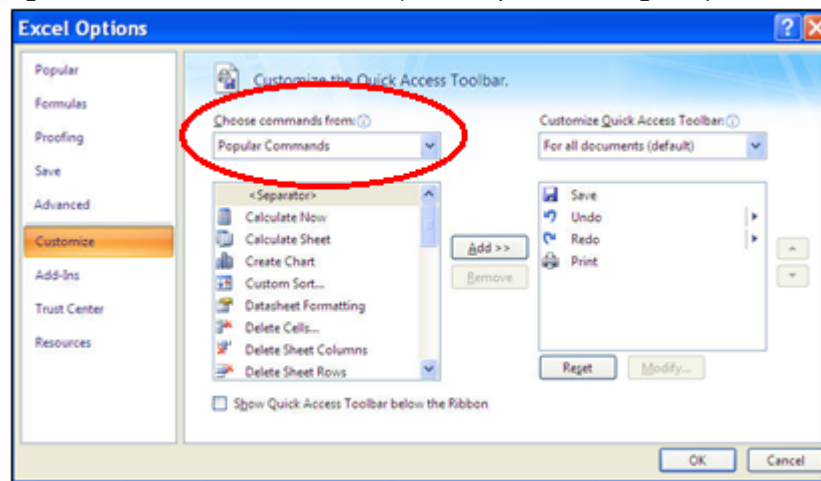 Excel Options
Popular
Formulas
Proofing
Save
Advanced
Customize
Add-Ins
Trust Center
Resources
Customize the Quick Access Toolbar.
Choose commands from:
Popular Commands
<Separator>
Calculate Now
Calculate Sheet
Create Chart
Custom Sort...
Datasheet Formatting
Delete Cells...
Delete Sheet Columns
Delete Sheet Rows
Show Quick Access Toolbar below the Ribbon
Add >>
Remove
Customize Quick Access Toolbar:
For all documents (default)
Save
Undo
Redo
Print
Reset
Modify...
OK
Cancel